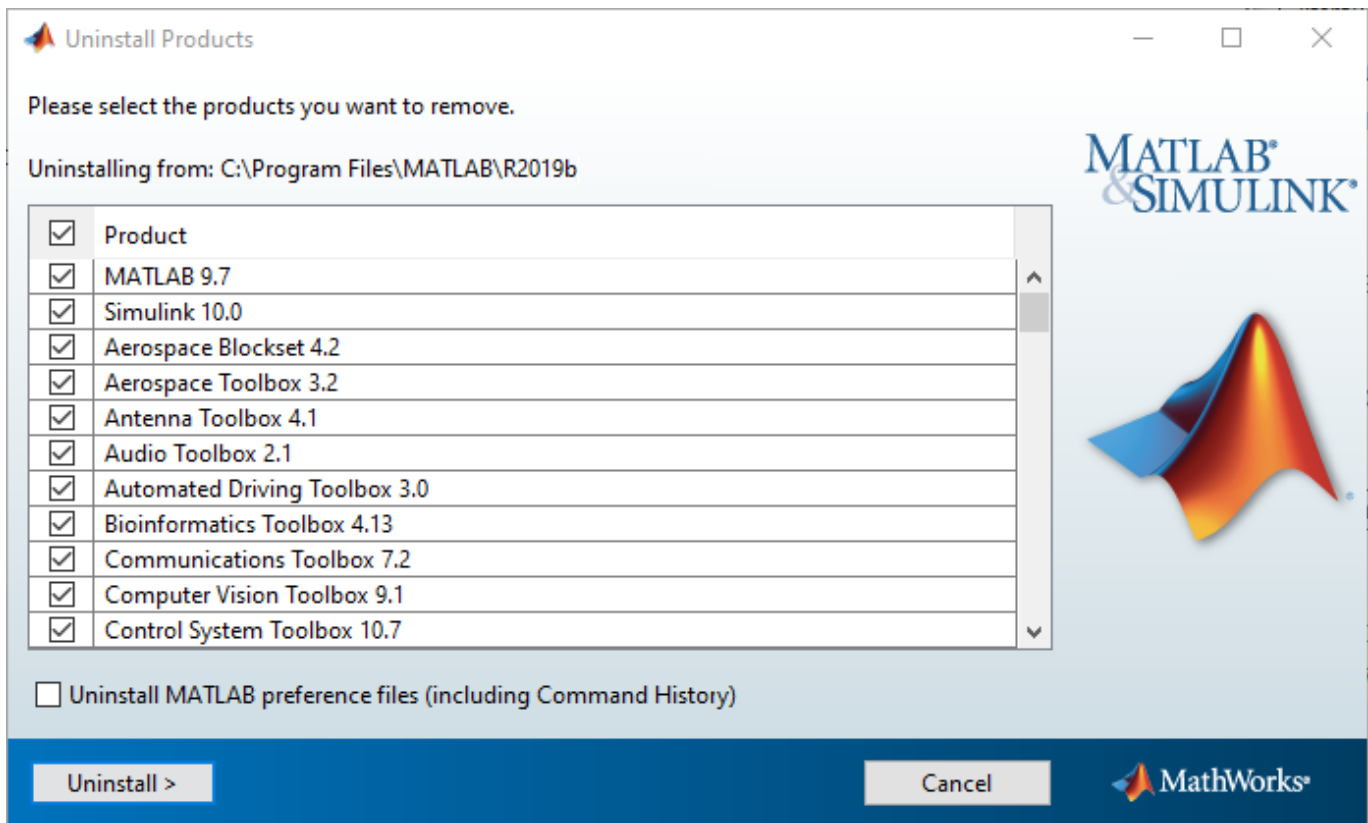 Uninstall Products
Please select the products you want to remove.
Uninstalling from: C:\Program Files\MATLAB\R2019b
MATLAB®
&SIMULINK®
Product
MATLAB 9.7
Simulink 10.0
Aerospace Blockset 4.2
Aerospace Toolbox 3.2
Antenna Toolbox 4.1
Audio Toolbox 2.1
Automated Driving Toolbox 3.0
Bioinformatics Toolbox 4.13
Communications Toolbox 7.2
Computer Vision Toolbox 9.1
Control System Toolbox 10.7
Uninstall MATLAB preference files (including Command History)
Uninstall >
Cancel
MathWorks®